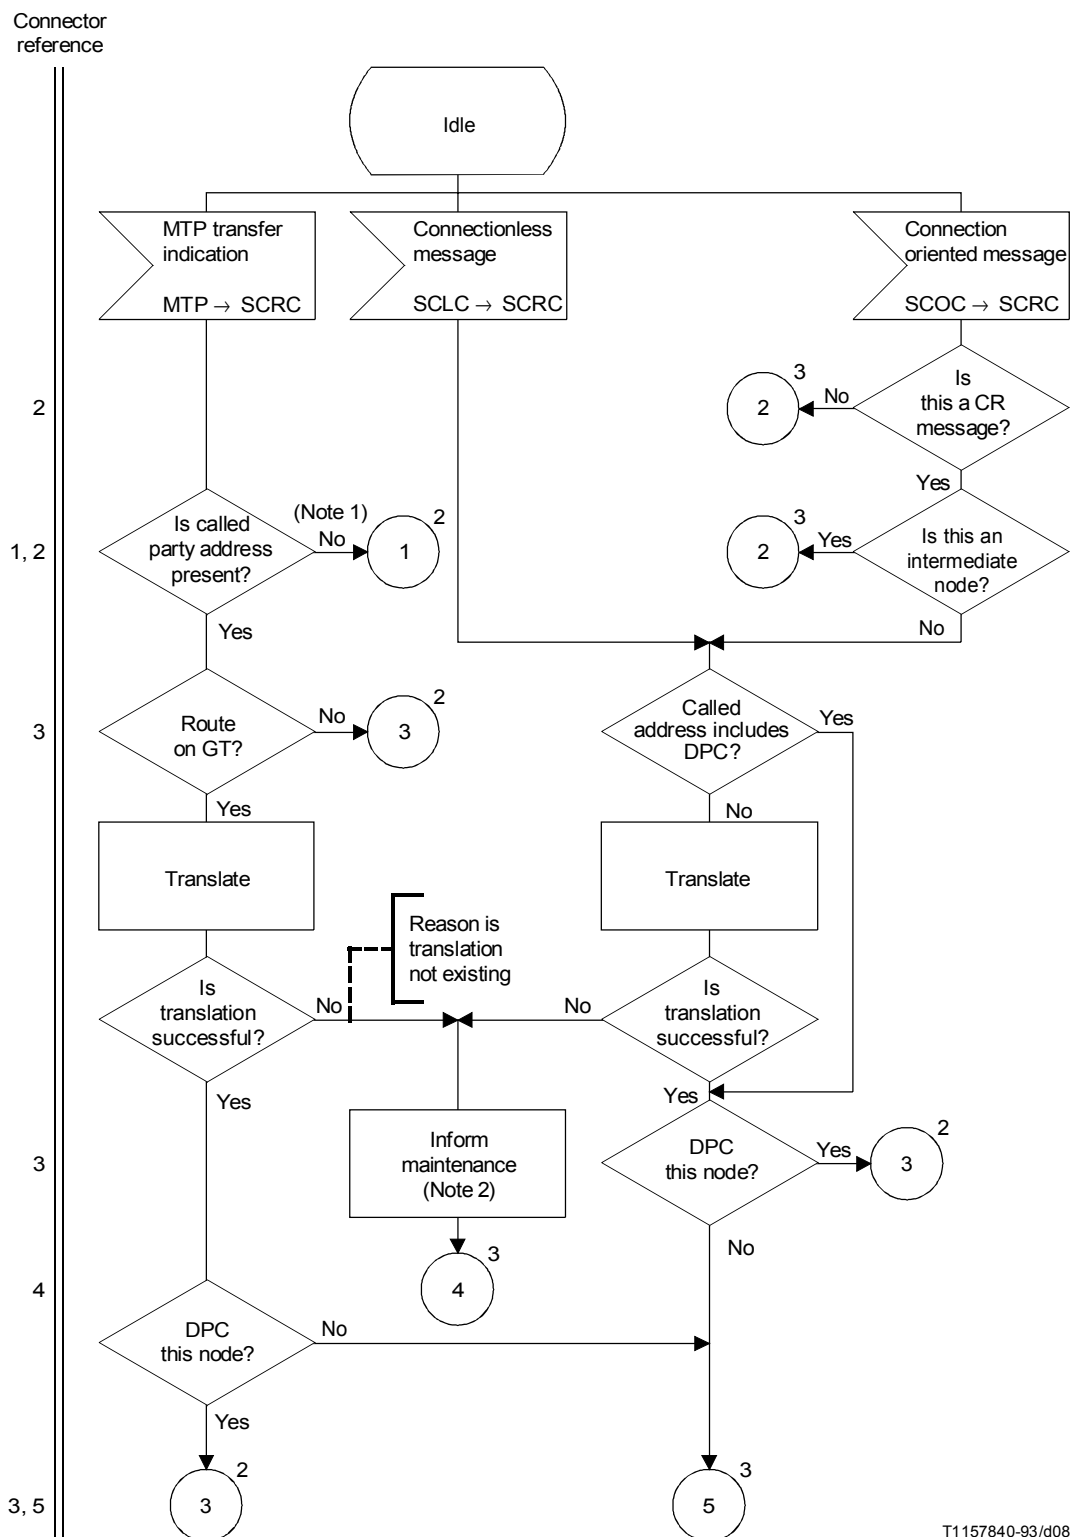 Connector
reference
Idle
MTP transfer
indication
MTP → SCRC
Connectionless
message
SCLC → SCRC
Connection
oriented message
SCOC → SCRC
2
3
2
No
Is
this a CR
message?
Yes
1, 2
Is called
party address
present?
(Note 1)
No
2
1
3
2
Yes
Is this an
intermediate
node?
Yes
No
3
Route
on GT?
No
2
3
Called
address includes
DPC?
Yes
Yes
No
Translate
Translate
Reason is
translation
not existing
Is
translation
successful?
No
No
Is
translation
successful?
Yes
Yes
3
Inform
maintenance
(Note 2)
DPC
this node?
Yes
2
3
No
4
3
4
DPC
this node?
No
Yes
3, 5
2
3
3
5
T1157840-93/d08